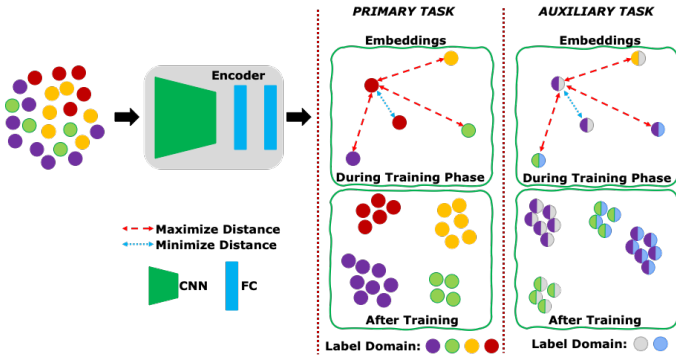 PRIMARY TASK
AUXILIARY TASK
Embeddings
Embeddings
Encoder
During Training Phase
During Training Phase
Maximize Distance
Minimize Distance
CNN
FC
After Training
After Training
Label Domain:
Label Domain: